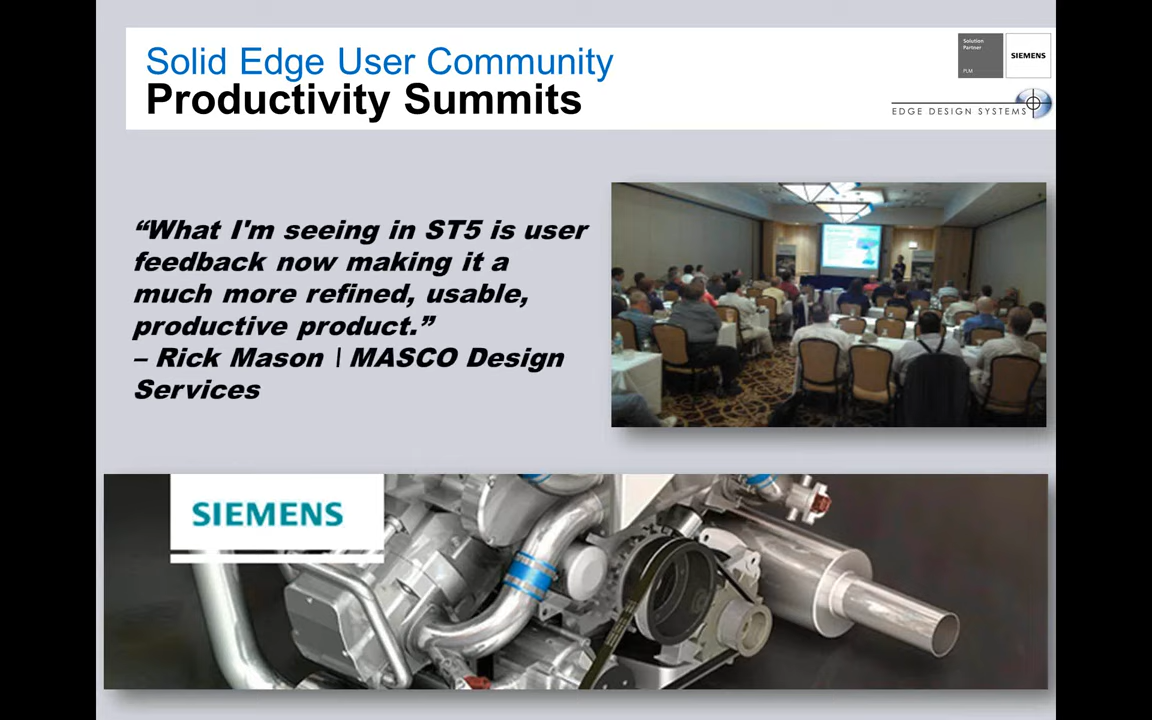 Solid Edge User Community
Productivity Summits
Solution
Partner
PLM
SIEMENS
EDGE DESIGN SYSTEMS
“What I'm seeing in ST5 is user
feedback now making it a
much more refined, usable,
productive product.”
– Rick Mason | MASCO Design
Services
SIEMENS